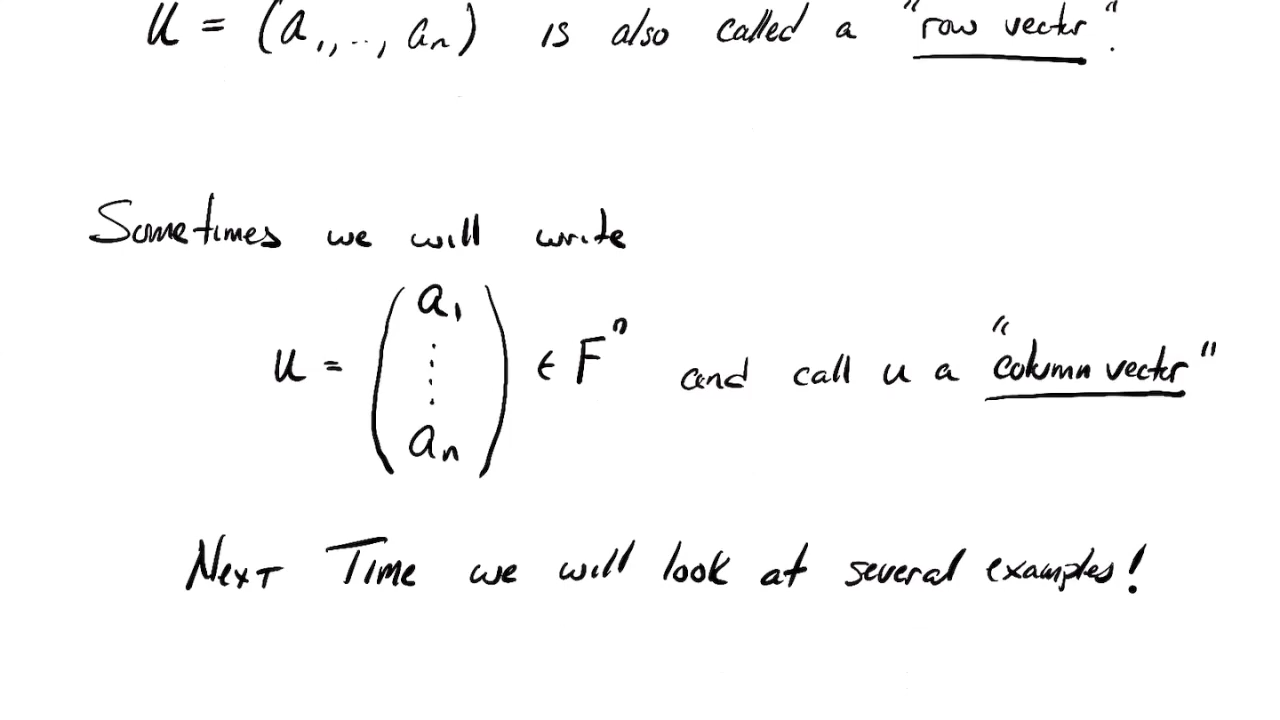 u = (a₁, .., aₙ) is also called a "row vector".
Sometimes we will write
u = (a₁ ⋮ aₙ) ∈ Fⁿ and call u a "column vector"
Next Time we will look at several examples!